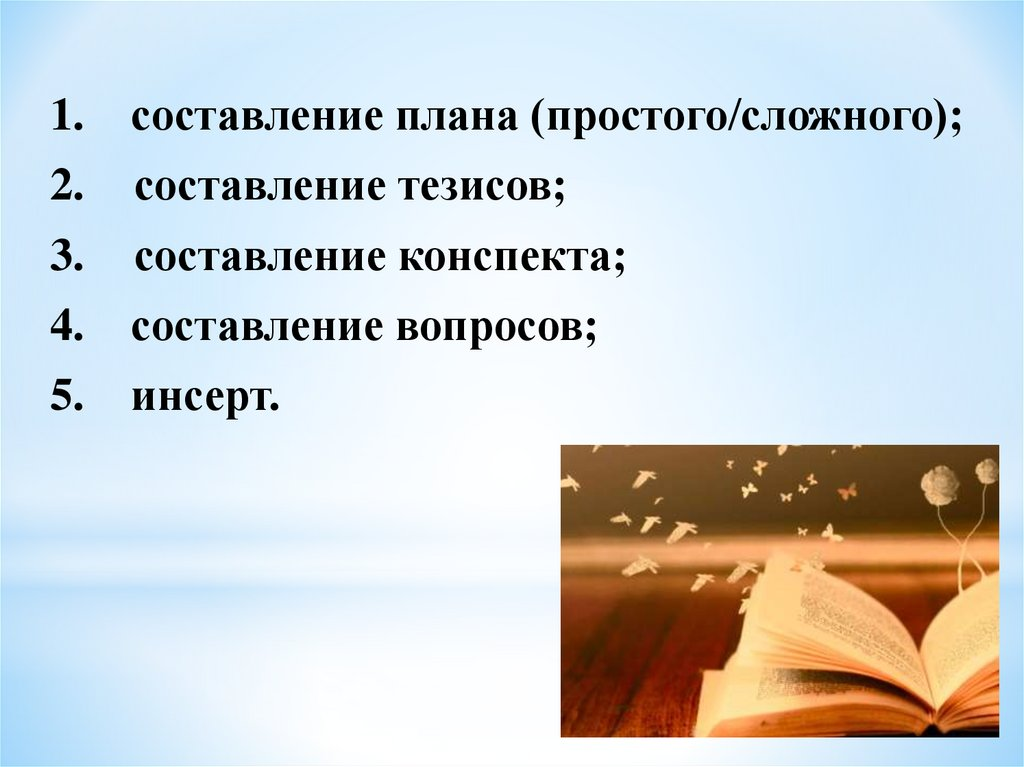 1. составление плана (простого/сложного);
2. составление тезисов;
3. составление конспекта;
4. составление вопросов;
5. инсерт.